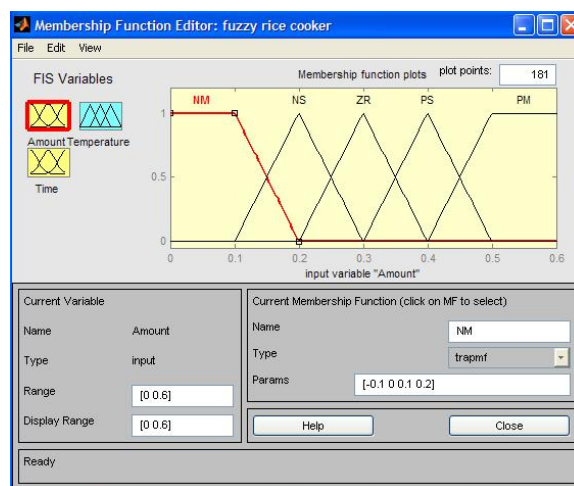 Membership Function Editor: fuzzy rice cooker
File Edit View
FIS Variables
Membership function plots plot points: 181
NM NS ZR PS PM
1
0.5
0
0 0.1 0.2 0.3 0.4 0.5 0.6
input variable "Amount"
Amount Temperature
Time
Current Variable
Name Amount
Type input
Range [0 0.6]
Display Range [0 0.6]
Current Membership Function (click on MF to select)
Name NM
Type trapmf
Params [-0.1 0 0.1 0.2]
Help Close
Ready